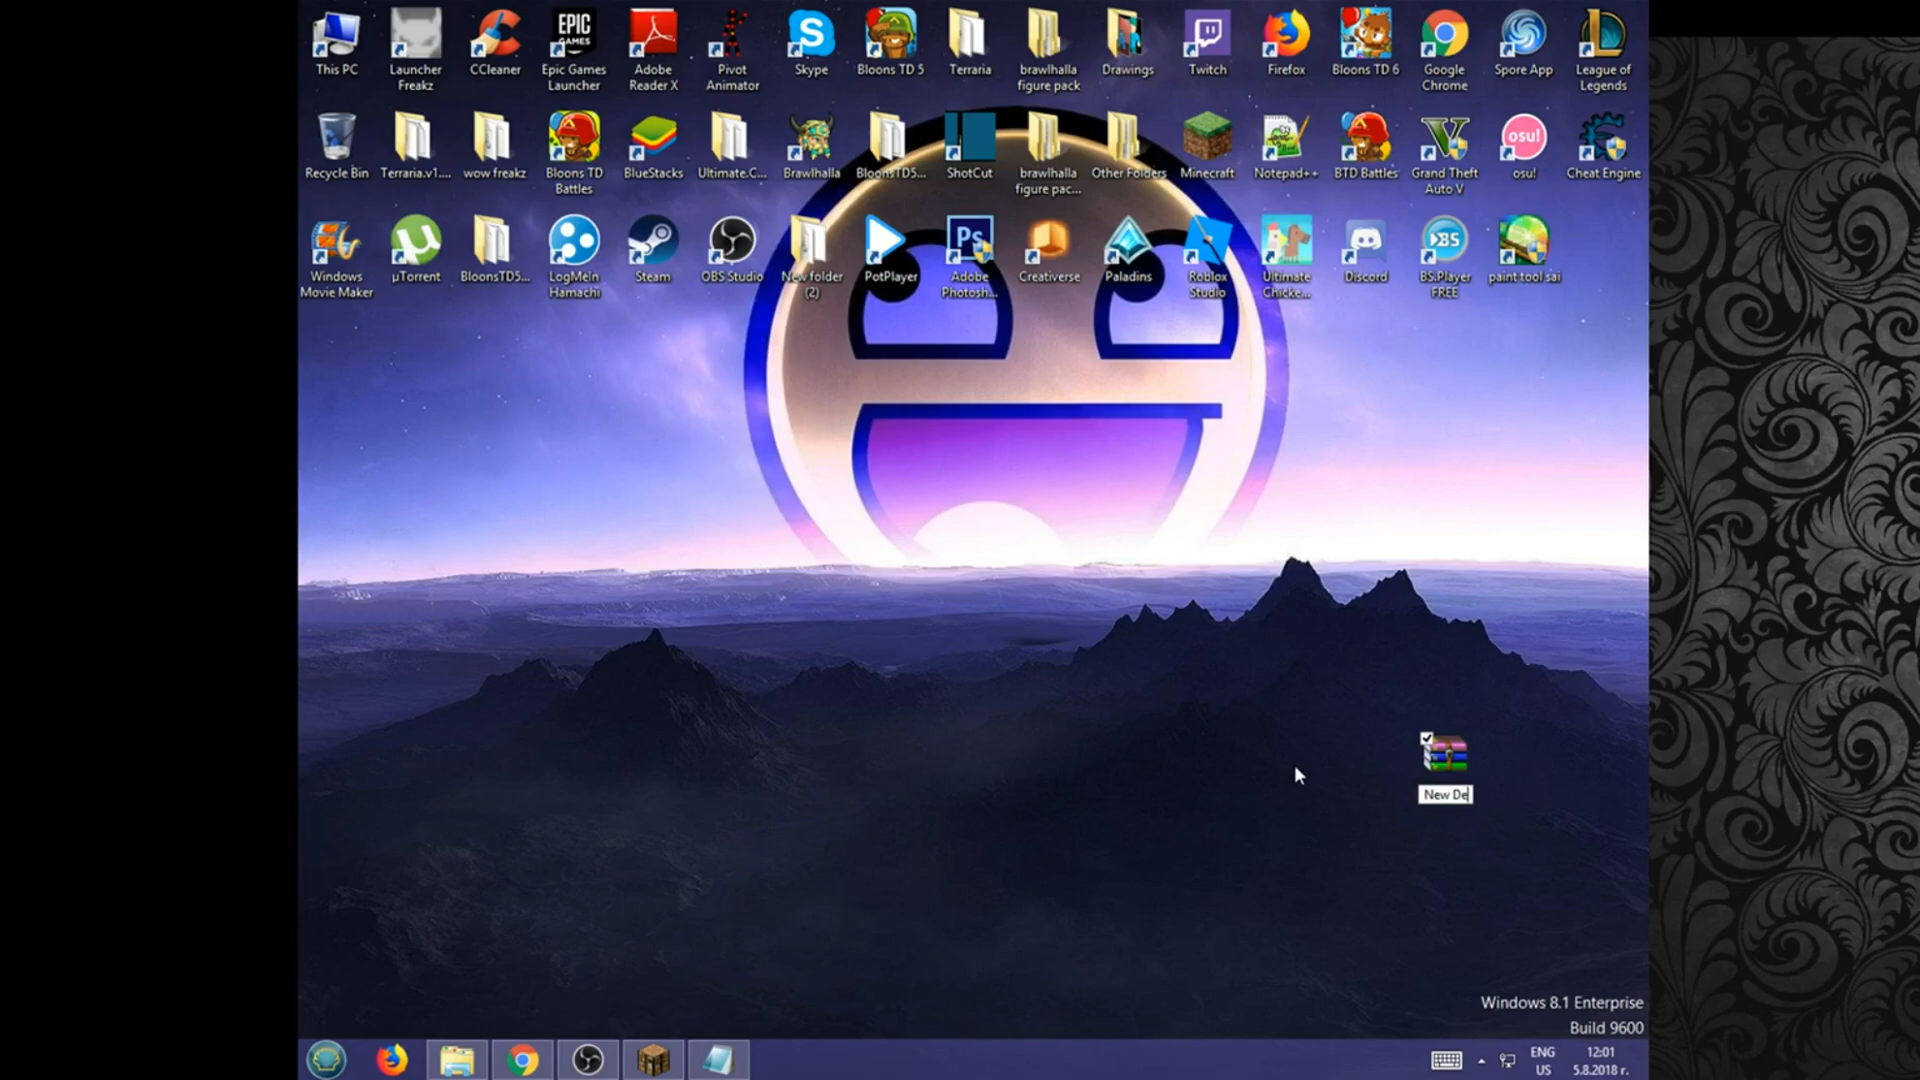 This PC
Launcher
Freakz
CCleaner
EPIC
GAMES
Epic Games
Launcher
Adobe
Reader X
Pivot
Animator
Skype
Bloons TD 5
Terraria
brawlhalla
figure pack
Drawings
Twitch
Firefox
Bloons TD 6
Google
Chrome
Spore App
League of
Legends
Recycle Bin
Terraria.v1....
wow freakz
Bloons TD
Battles
BlueStacks
Ultimate.C...
Brawlhalla
BloonsTD5...
ShotCut
brawlhalla
figure pac...
Other Folders
Minecraft
Notepad++
BTD Battles
Grand Theft
Auto V
osu!
osu!
Cheat Engine
Windows
Movie Maker
µTorrent
BloonsTD5...
LogMeIn
Hamachi
Steam
OBS Studio
New folder
(2)
PotPlayer
Ps
Adobe
Photosh...
Creativerse
Paladins
Roblox
Studio
Ultimate
Chicke...
Discord
BS
BS.Player
FREE
paint tool sai
New De
Windows 8.1 Enterprise
Build 9600
ENG
US
12:01
5.8.2018 г.